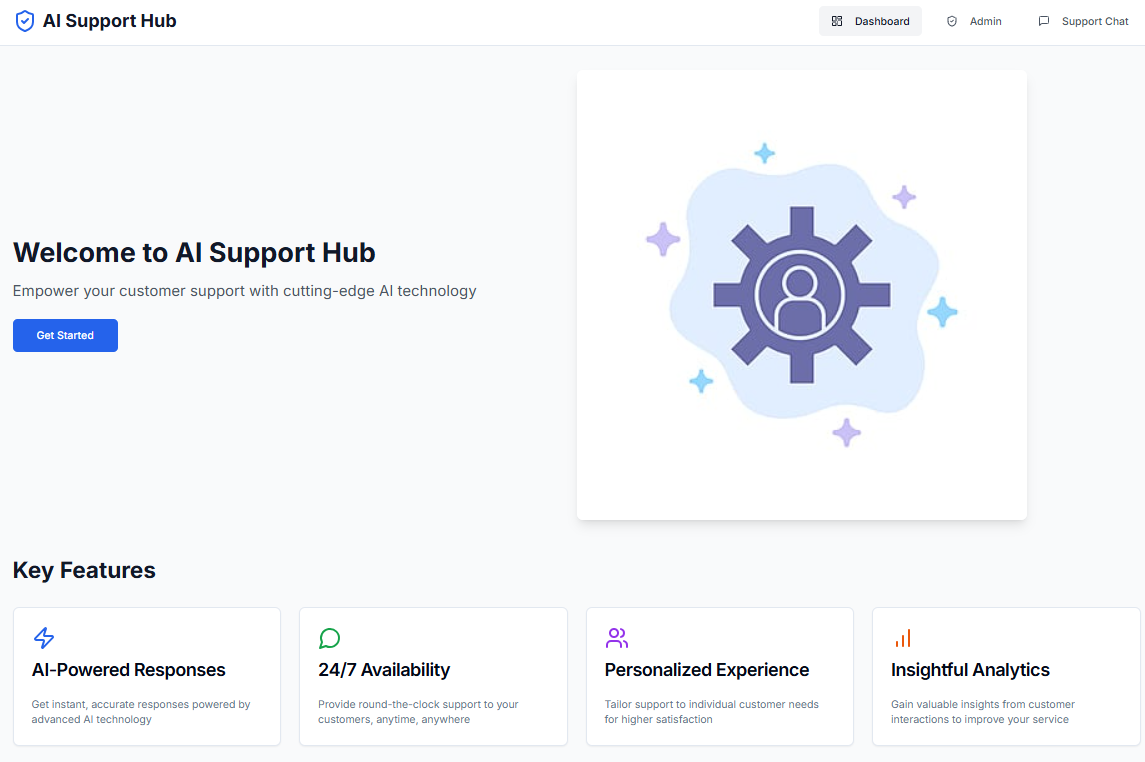 AI Support Hub
Dashboard
Admin
Support Chat
Welcome to AI Support Hub
Empower your customer support with cutting-edge AI technology
Get Started
Key Features
AI-Powered Responses
Get instant, accurate responses powered by
advanced AI technology
24/7 Availability
Provide round-the-clock support to your
customers, anytime, anywhere
Personalized Experience
Tailor support to individual customer needs
for higher satisfaction
Insightful Analytics
Gain valuable insights from customer
interactions to improve your service